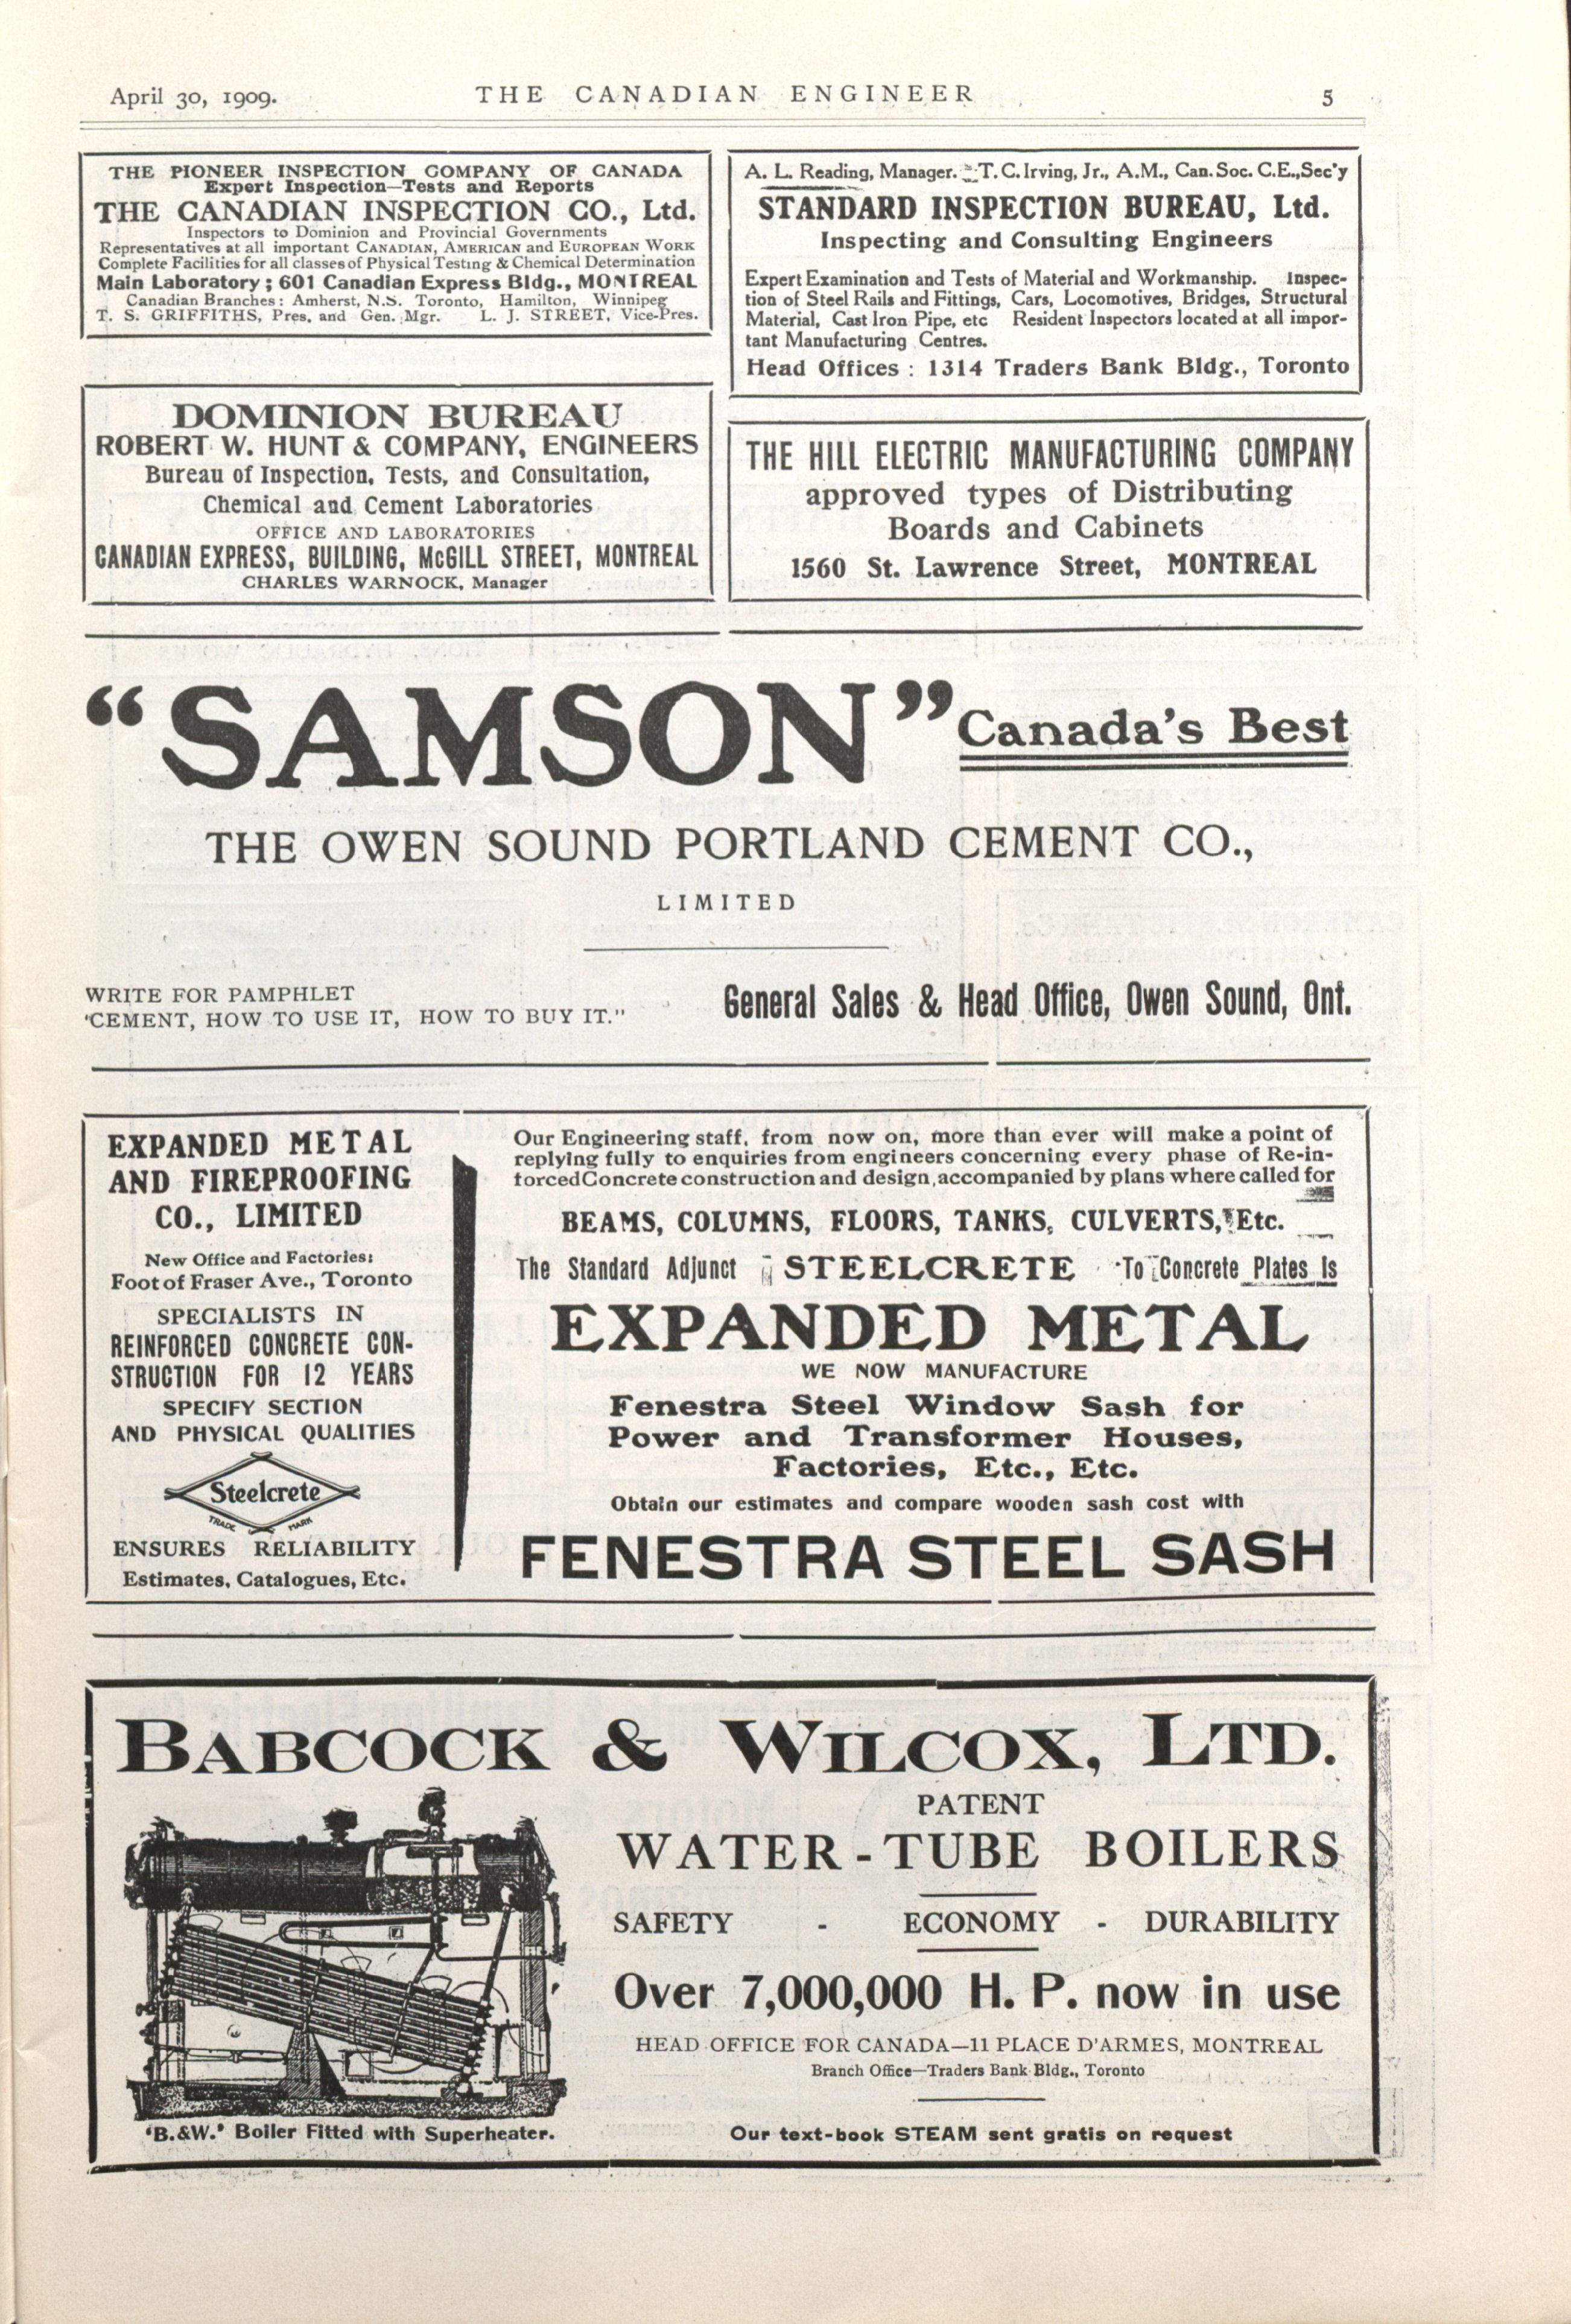 April 30, 1909.
THE CANADIAN ENGINEER
5
THE PIONEER INSPECTION COMPANY OF CANADA
Expert Inspection—Tests and Reports
THE CANADIAN INSPECTION CO., Ltd.
Inspectors to Dominion and Provincial Governments
Representatives at all important CANADIAN, AMERICAN and EUROPEAN WORK
Complete Facilities for all classes of Physical Testing & Chemical Determination
Main Laboratory; 601 Canadian Express Bldg., MONTREAL
Canadian Branches: Amherst, N.S. Toronto, Hamilton, Winnipeg
T. S. GRIFFITHS, Pres. and Gen. Mgr. L. J. STREET, Vice-Pres.
A. L. Reading, Manager. T. C. Irving, Jr., A.M., Can. Soc. C.E., Sec'y
STANDARD INSPECTION BUREAU, Ltd.
Inspecting and Consulting Engineers
Expert Examination and Tests of Material and Workmanship. Inspec-
tion of Steel Rails and Fittings, Cars, Locomotives, Bridges, Structural
Material, Cast Iron Pipe, etc Resident Inspectors located at all impor-
tant Manufacturing Centres.
Head Offices : 1314 Traders Bank Bldg., Toronto
DOMINION BUREAU
ROBERT W. HUNT & COMPANY, ENGINEERS
Bureau of Inspection, Tests, and Consultation,
Chemical and Cement Laboratories
OFFICE AND LABORATORIES
CANADIAN EXPRESS, BUILDING, McGILL STREET, MONTREAL
CHARLES WARNOCK, Manager
THE HILL ELECTRIC MANUFACTURING COMPANY
approved types of Distributing
Boards and Cabinets
1560 St. Lawrence Street, MONTREAL
"SAMSON" Canada's Best
THE OWEN SOUND PORTLAND CEMENT CO.,
LIMITED
WRITE FOR PAMPHLET
'CEMENT, HOW TO USE IT, HOW TO BUY IT."
General Sales & Head Office, Owen Sound, Ont.
EXPANDED METAL
AND FIREPROOFING
CO., LIMITED
New Office and Factories:
Foot of Fraser Ave., Toronto
SPECIALISTS IN
REINFORCED CONCRETE CON-
STRUCTION FOR 12 YEARS
SPECIFY SECTION
AND PHYSICAL QUALITIES
Steelcrete
TRADE MARK
ENSURES RELIABILITY
Estimates, Catalogues, Etc.
Our Engineering staff, from now on, more than ever will make a point of
replying fully to enquiries from engineers concerning every phase of Re-in-
forced Concrete construction and design, accompanied by plans where called for
BEAMS, COLUMNS, FLOORS, TANKS, CULVERTS, Etc.
The Standard Adjunct STEELCRETE To Concrete Plates Is
EXPANDED METAL
WE NOW MANUFACTURE
Fenestra Steel Window Sash for
Power and Transformer Houses,
Factories, Etc., Etc.
Obtain our estimates and compare wooden sash cost with
FENESTRA STEEL SASH
BABCOCK & WILCOX, LTD.
PATENT
WATER-TUBE BOILERS
SAFETY - ECONOMY - DURABILITY
Over 7,000,000 H. P. now in use
HEAD OFFICE FOR CANADA—11 PLACE D'ARMES, MONTREAL
Branch Office—Traders Bank Bldg., Toronto
'B.&W.' Boiler Fitted with Superheater.
Our text-book STEAM sent gratis on request